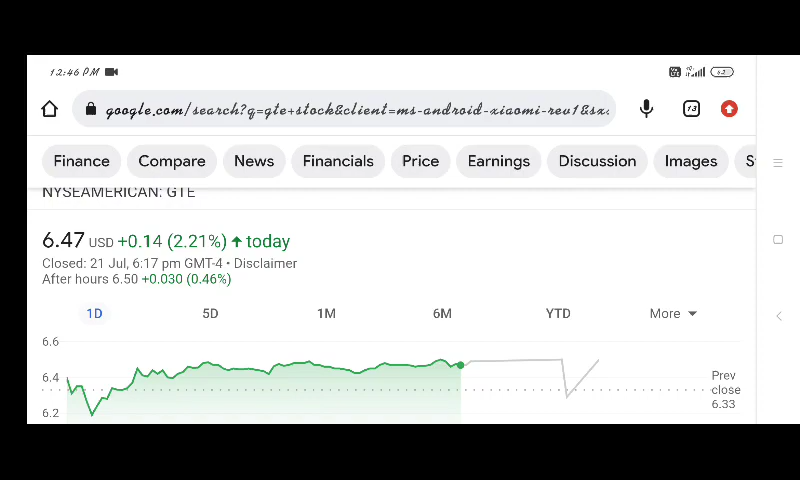 12:46 PM
google.com/search?q=gte+stock&client=ms-android-xiaomi-rev1&sx
13
Finance Compare News Financials Price Earnings Discussion Images
NYSEAMERICAN: GTE
6.47 USD +0.14 (2.21%) today
Closed: 21 Jul, 6:17 pm GMT-4 • Disclaimer
After hours 6.50 +0.030 (0.46%)
1D 5D 1M 6M YTD More
6.6
6.4
6.2
Prev
close
6.33